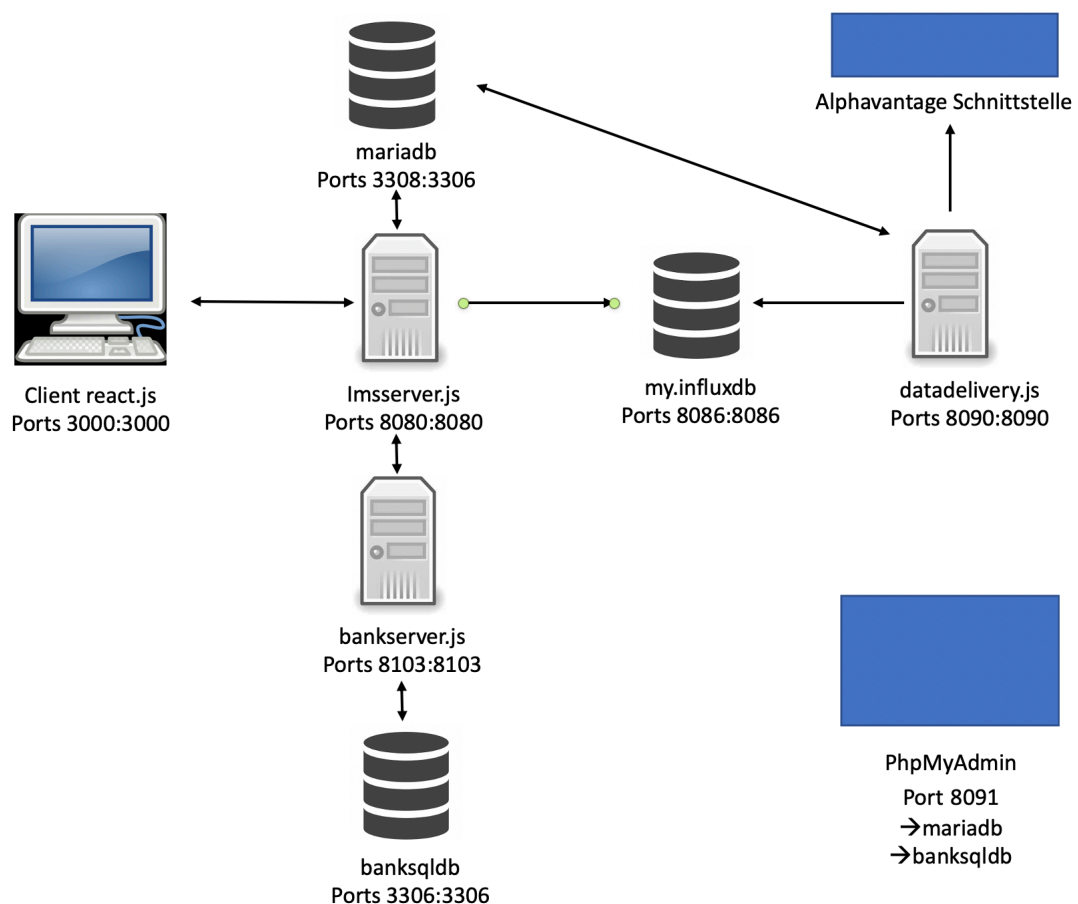 Alphavantage Schnittstelle
mariadb
Ports 3308:3306
Client react.js
Ports 3000:3000
lmsserver.js
Ports 8080:8080
my.influxdb
Ports 8086:8086
datadelivery.js
Ports 8090:8090
bankserver.js
Ports 8103:8103
PhpMyAdmin
Port 8091
→mariadb
→banksqldb
banksqldb
Ports 3306:3306